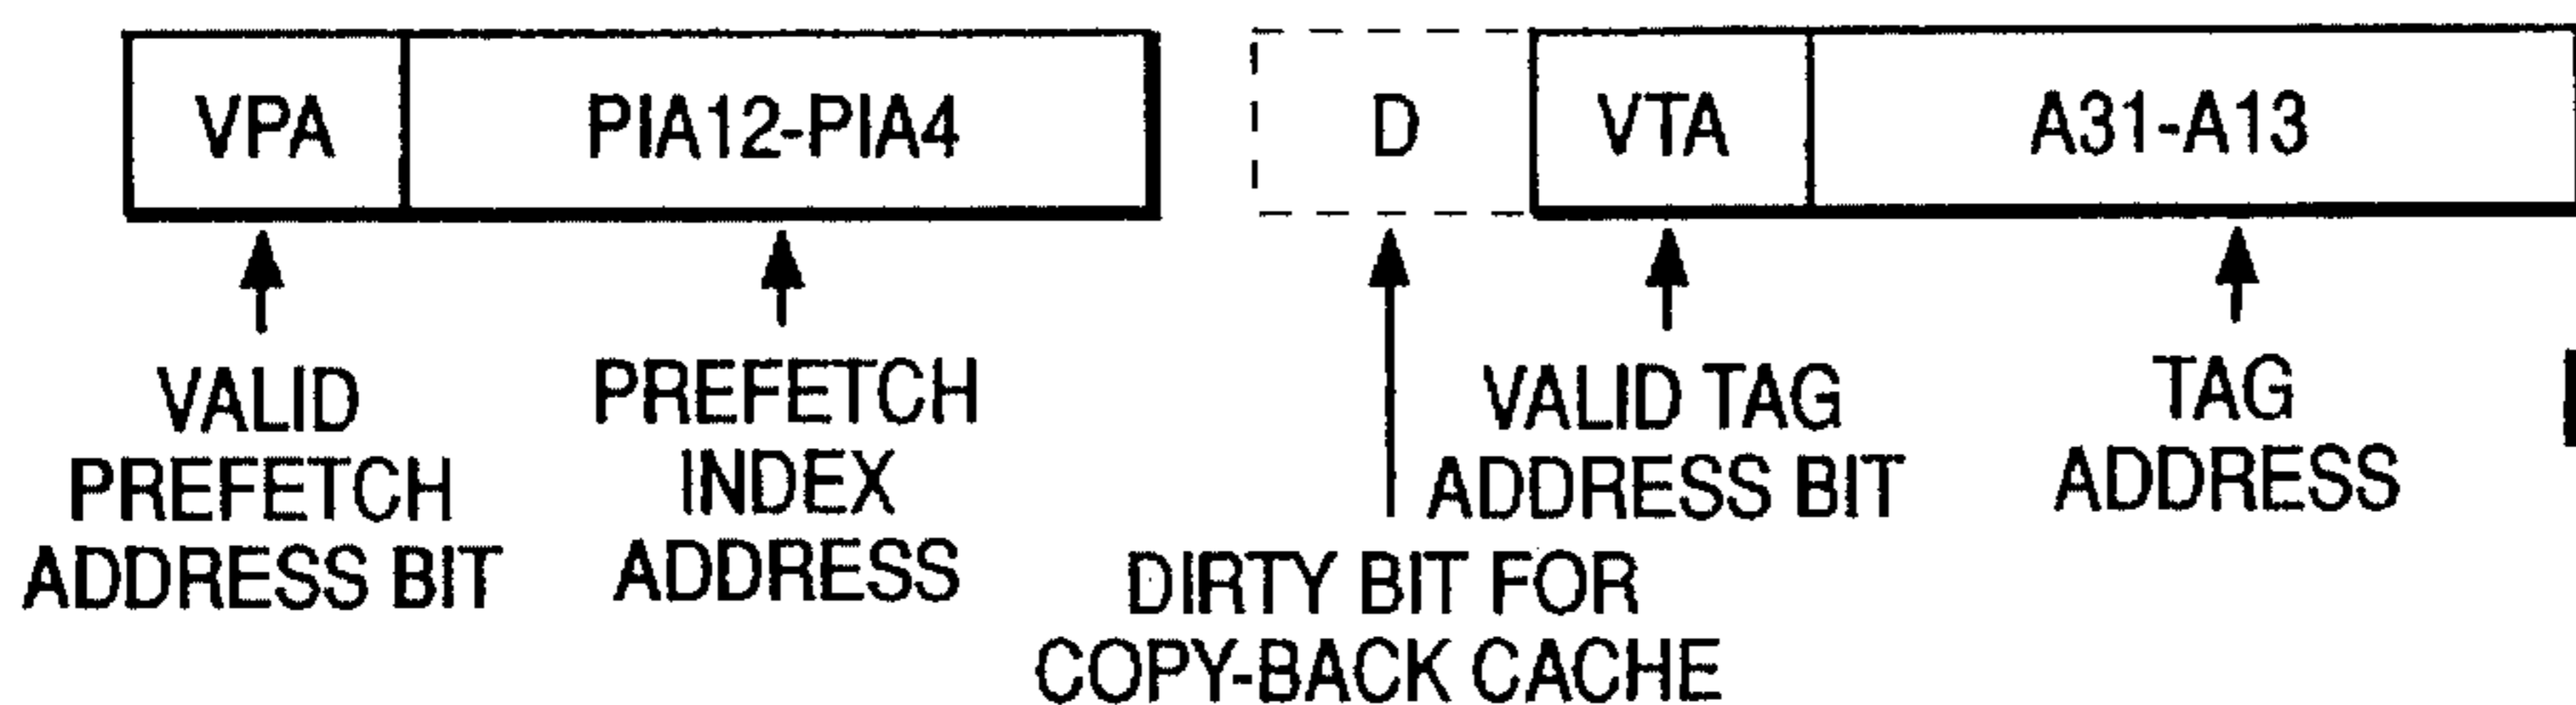 VPA PIA12-PIA4 D VTA A31-A13
VALID
PREFETCH
ADDRESS BIT
PREFETCH
INDEX
ADDRESS
DIRTY BIT FOR
COPY-BACK CACHE
VALID TAG
ADDRESS BIT
TAG
ADDRESS